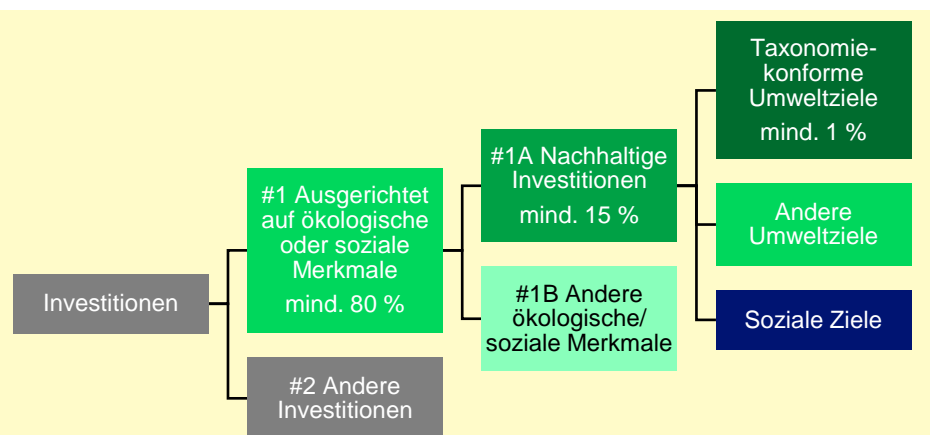 Investitionen
#1 Ausgerichtet
auf ökologische
oder soziale
Merkmale
mind. 80 %
#2 Andere
Investitionen
#1A Nachhaltige
Investitionen
mind. 15 %
#1B Andere
ökologische/
soziale Merkmale
Taxonomie-
konforme
Umweltziele
mind. 1 %
Andere
Umweltziele
Soziale Ziele